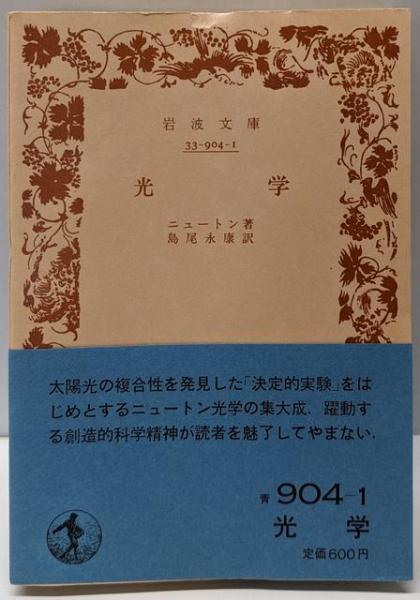 岩波文庫
33-904-1
光学
ニュートン著
島尾永康訳
太陽光の複合性を発見した「決定的実験」をは
じめとするニュートン光学の集大成．躍動す
る創造的科学精神が読者を魅了してやまない．
青 904-1
光学
定価600円